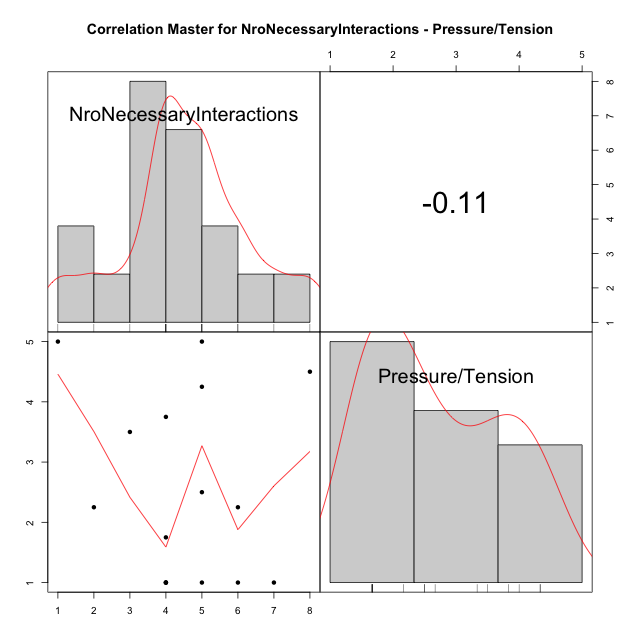 Correlation Master for NroNecessaryInteractions - Pressure/Tension
1 2 3 4 5
NroNecessaryInteractions
-0.11
8
7
6
5
4
3
2
1
5
4
3
2
1
Pressure/Tension
1 2 3 4 5 6 7 8